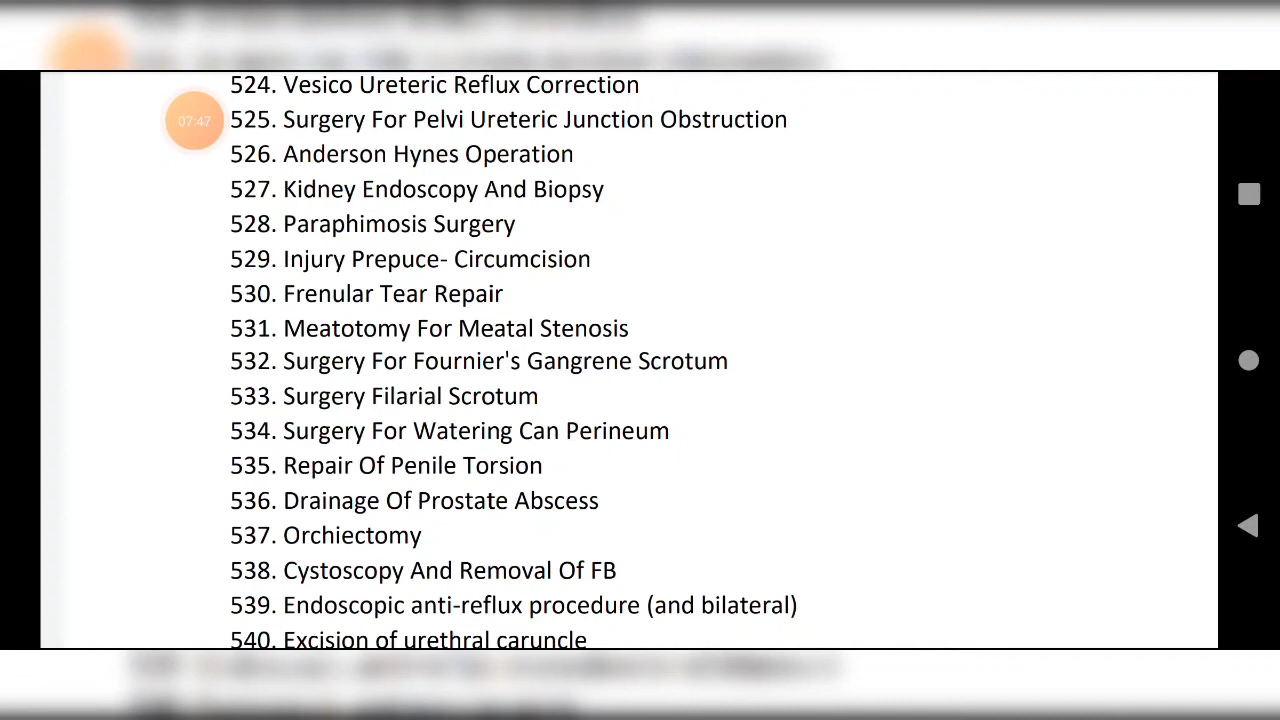 524. Vesico Ureteric Reflux Correction
07:47
525. Surgery For Pelvi Ureteric Junction Obstruction
526. Anderson Hynes Operation
527. Kidney Endoscopy And Biopsy
528. Paraphimosis Surgery
529. Injury Prepuce- Circumcision
530. Frenular Tear Repair
531. Meatotomy For Meatal Stenosis
532. Surgery For Fournier's Gangrene Scrotum
533. Surgery Filarial Scrotum
534. Surgery For Watering Can Perineum
535. Repair Of Penile Torsion
536. Drainage Of Prostate Abscess
537. Orchiectomy
538. Cystoscopy And Removal Of FB
539. Endoscopic anti-reflux procedure (and bilateral)
540. Excision of urethral caruncle